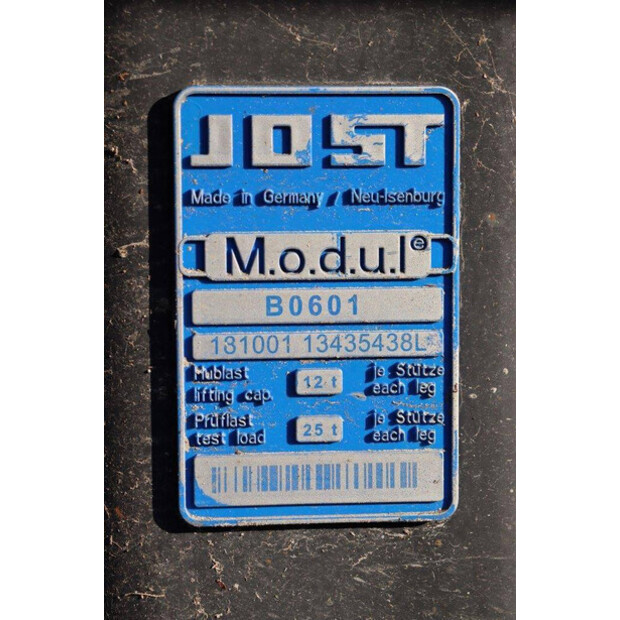 JOST
Made in Germany / Neu-Isenburg
M.o.d.u.l e
B0601
131001 13435438L
Hublast
lifting cap. 12 t je Stütze
each leg
Prüflast
test load 25 t je Stütze
each leg